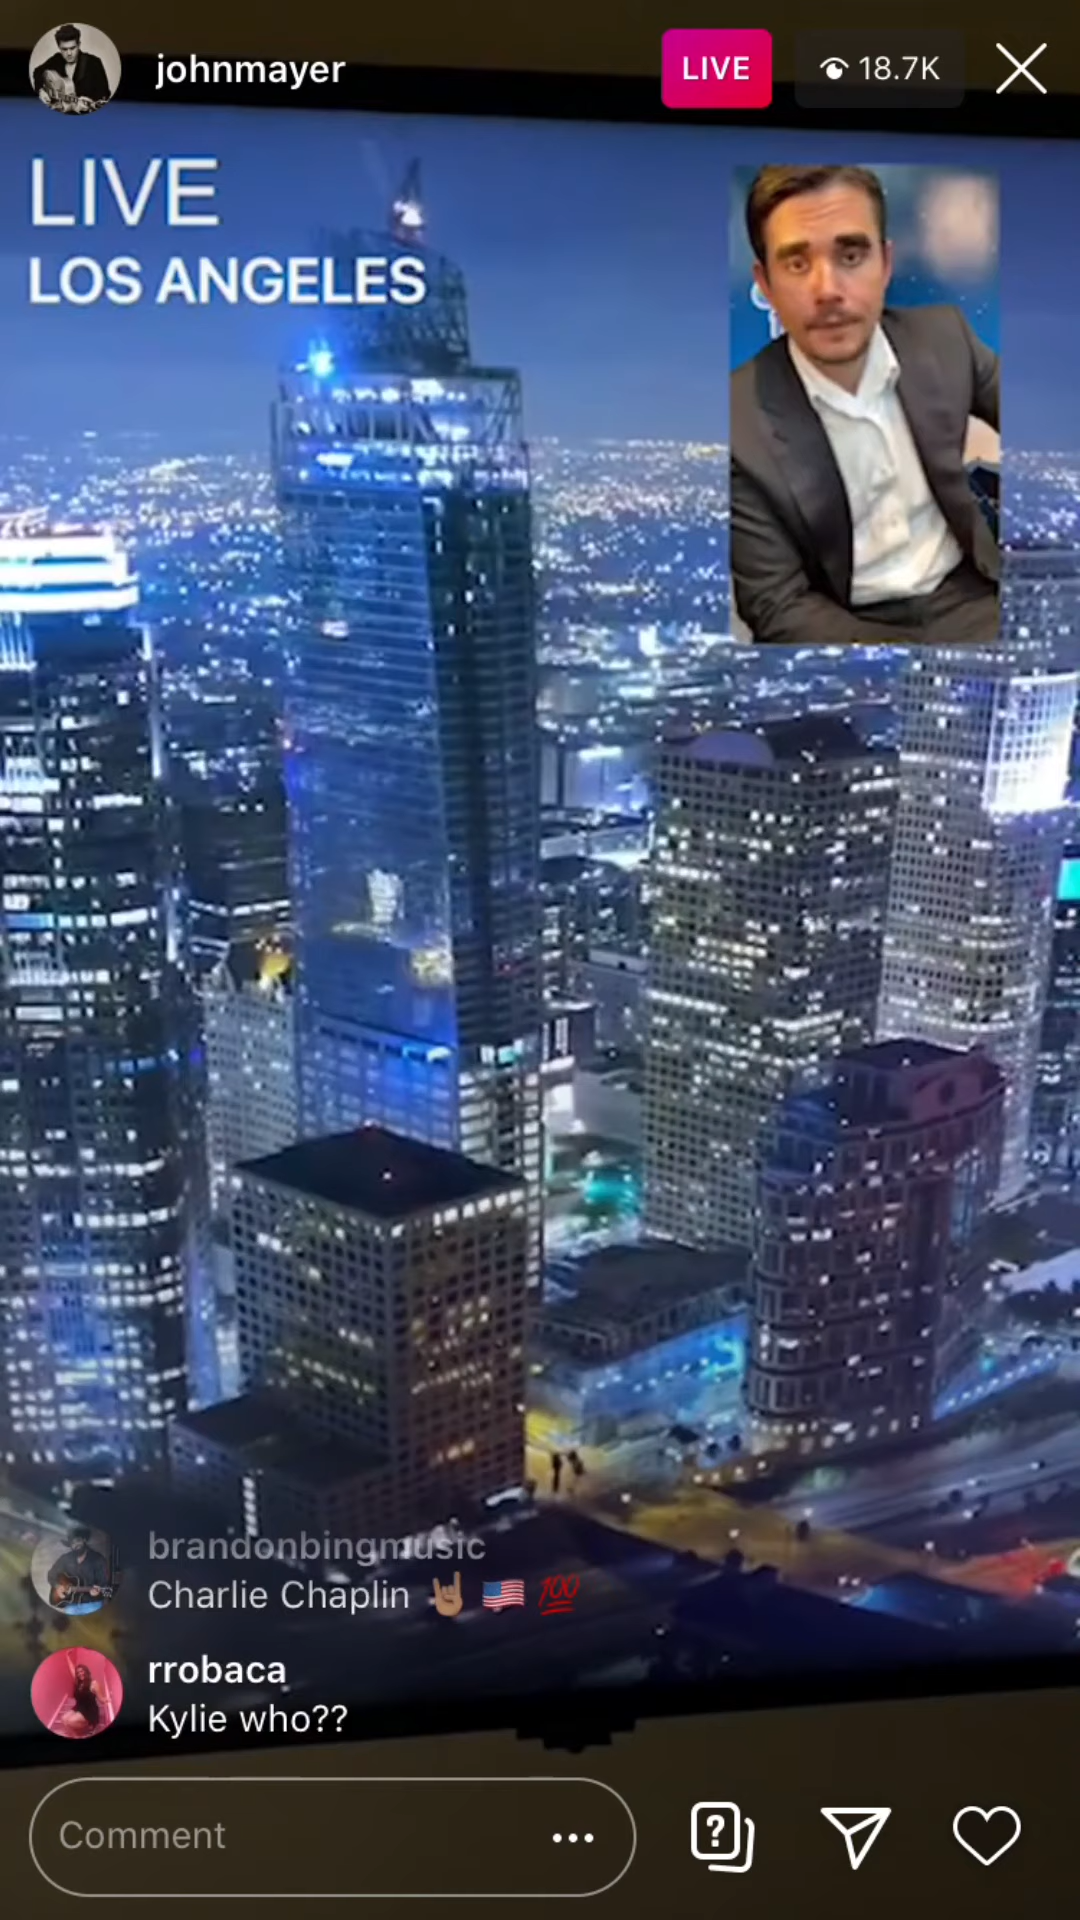 johnmayer
LIVE
18.7K
LIVE
LOS ANGELES
brandonbingmusic
Charlie Chaplin 🤘🏽 🇺🇸 💯
rrobaca
Kylie who??
Comment